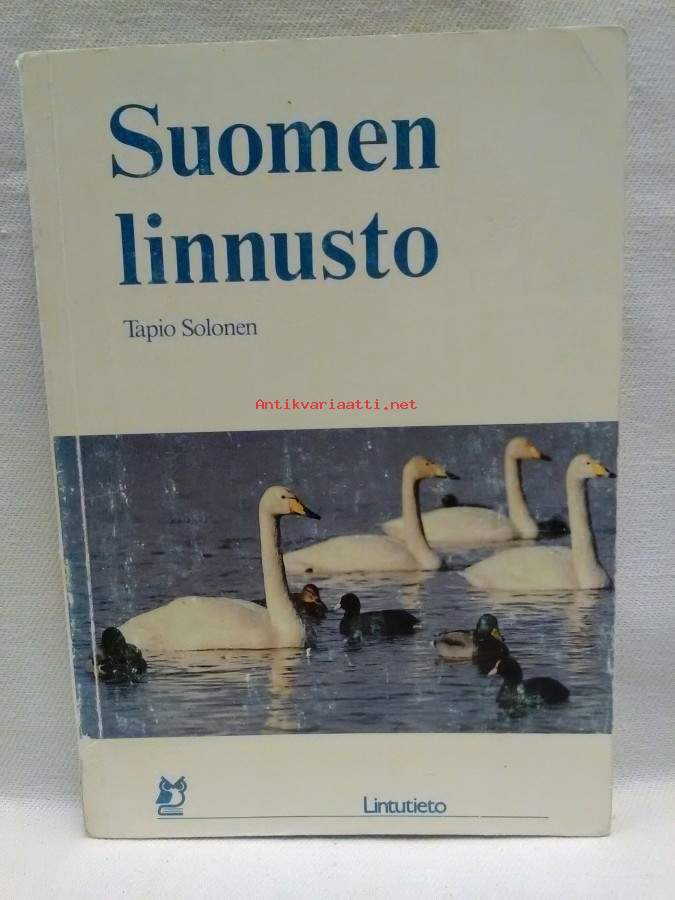 Suomen
linnusto
Tapio Solonen
Antikvariaatti.net
Lintutieto